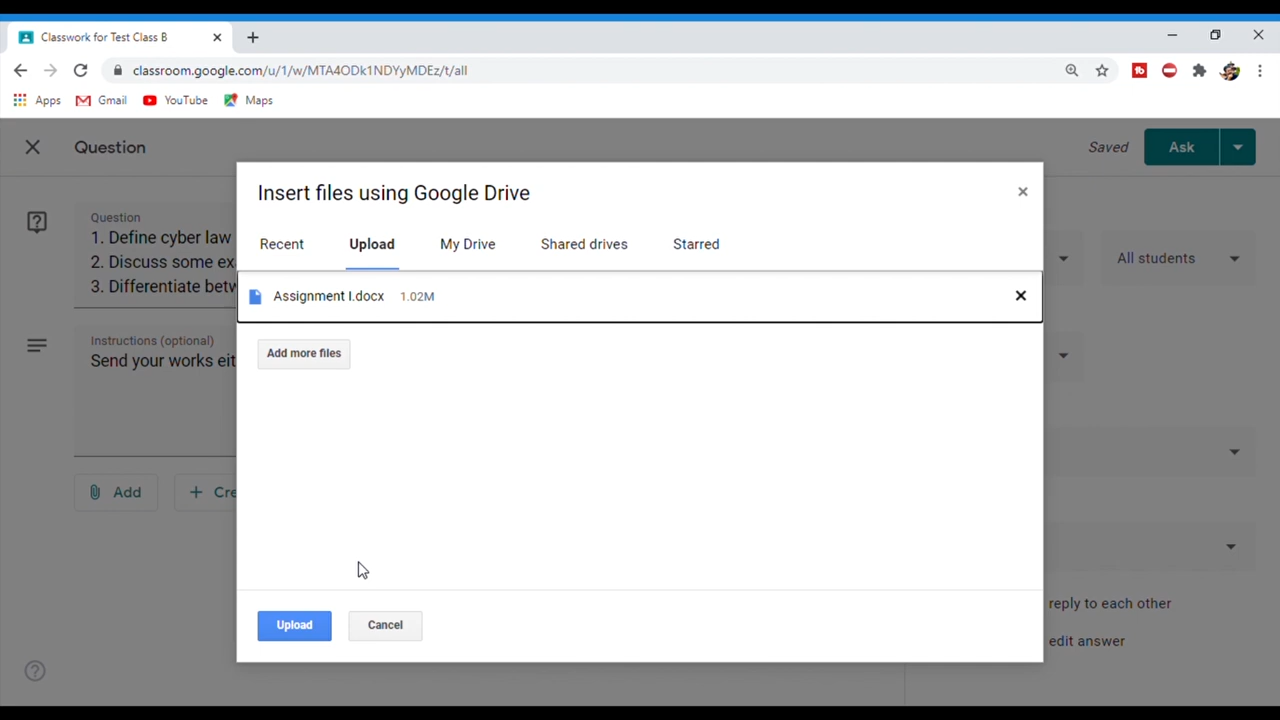 Classwork for Test Class B
classroom.google.com/u/1/w/MTA4ODk1NDYyMDEz/t/all
Apps Gmail YouTube Maps
Question Saved Ask
Insert files using Google Drive
Recent Upload My Drive Shared drives Starred
Question
1. Define cyber law
2. Discuss some ex
3. Differentiate betw
All students
Assignment I.docx 1.02M
Instructions (optional)
Send your works eit
Add more files
Add Cre
reply to each other
edit answer
Upload Cancel